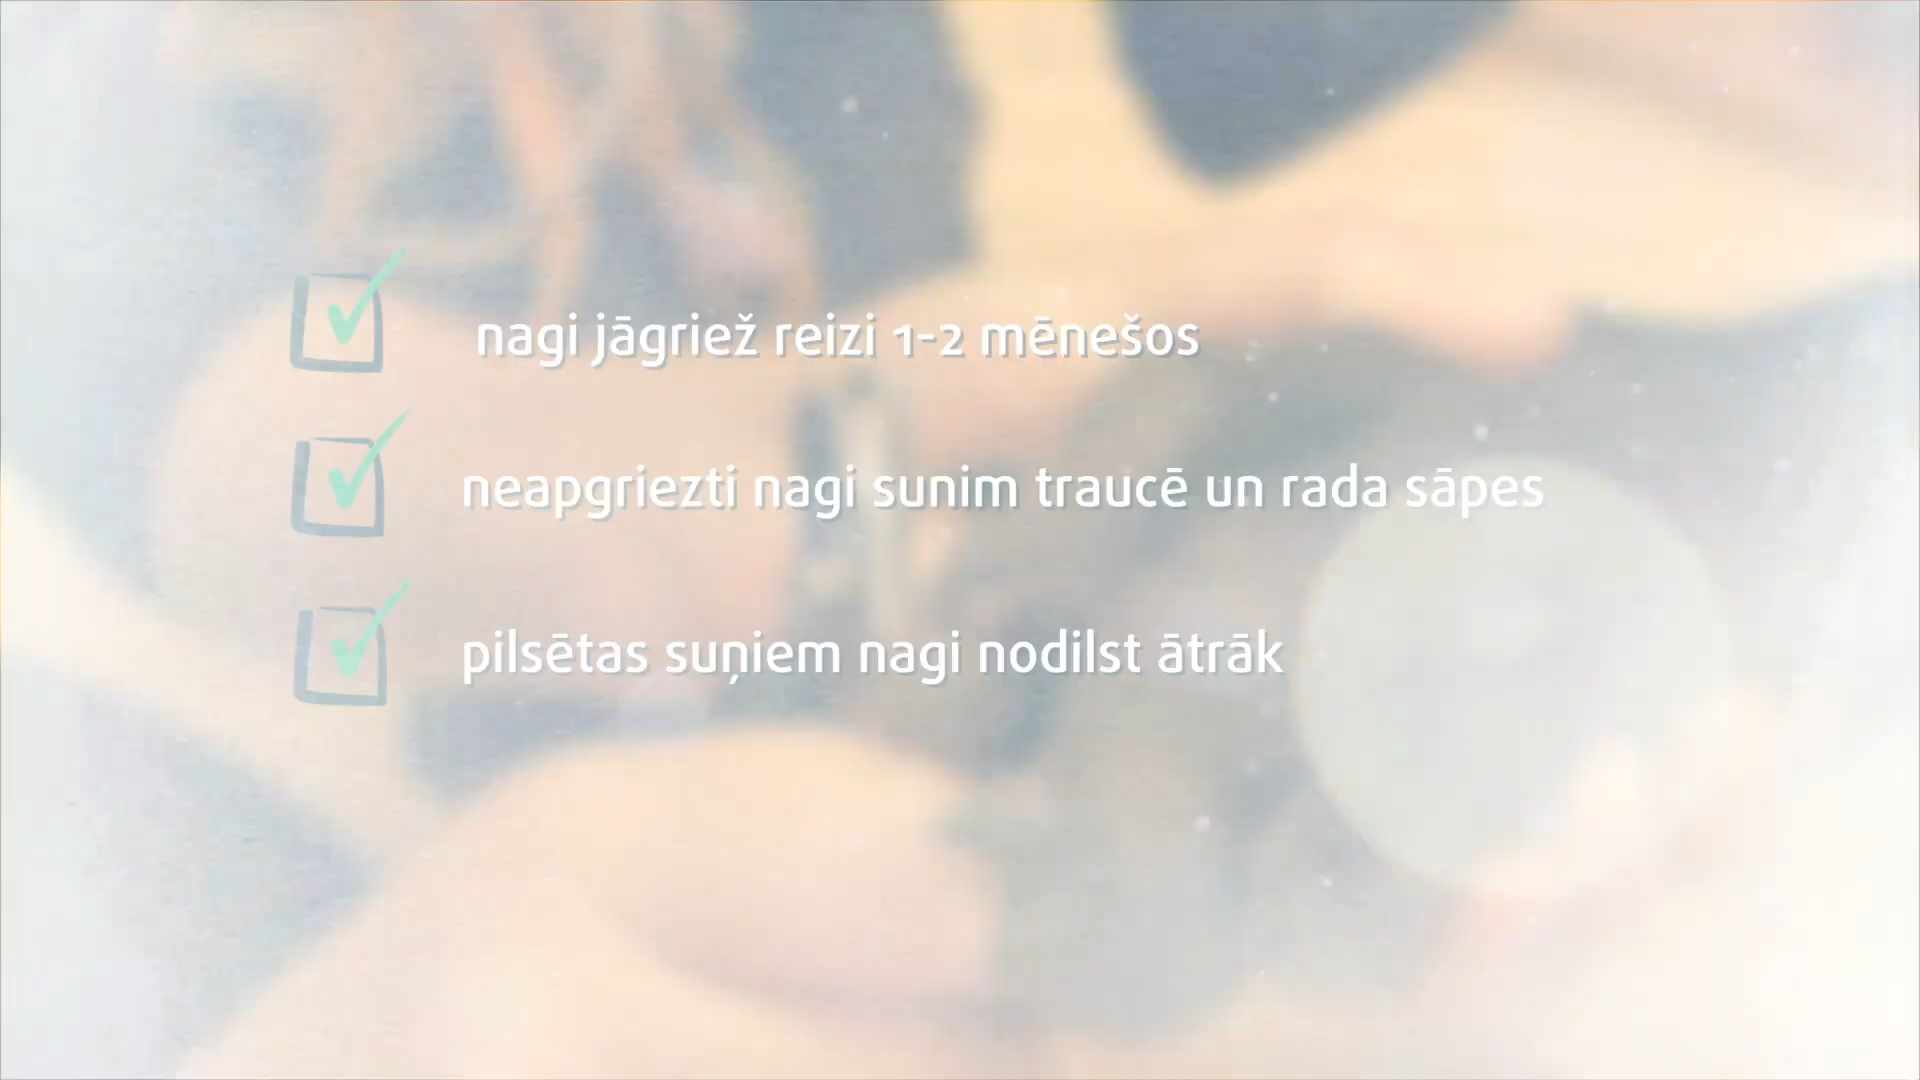 nagi jāgriež reizi 1-2 mēnešos
neapgriezti nagi sunim traucē un rada sāpes
pilsētas suņiem nagi nodilst ātrāk